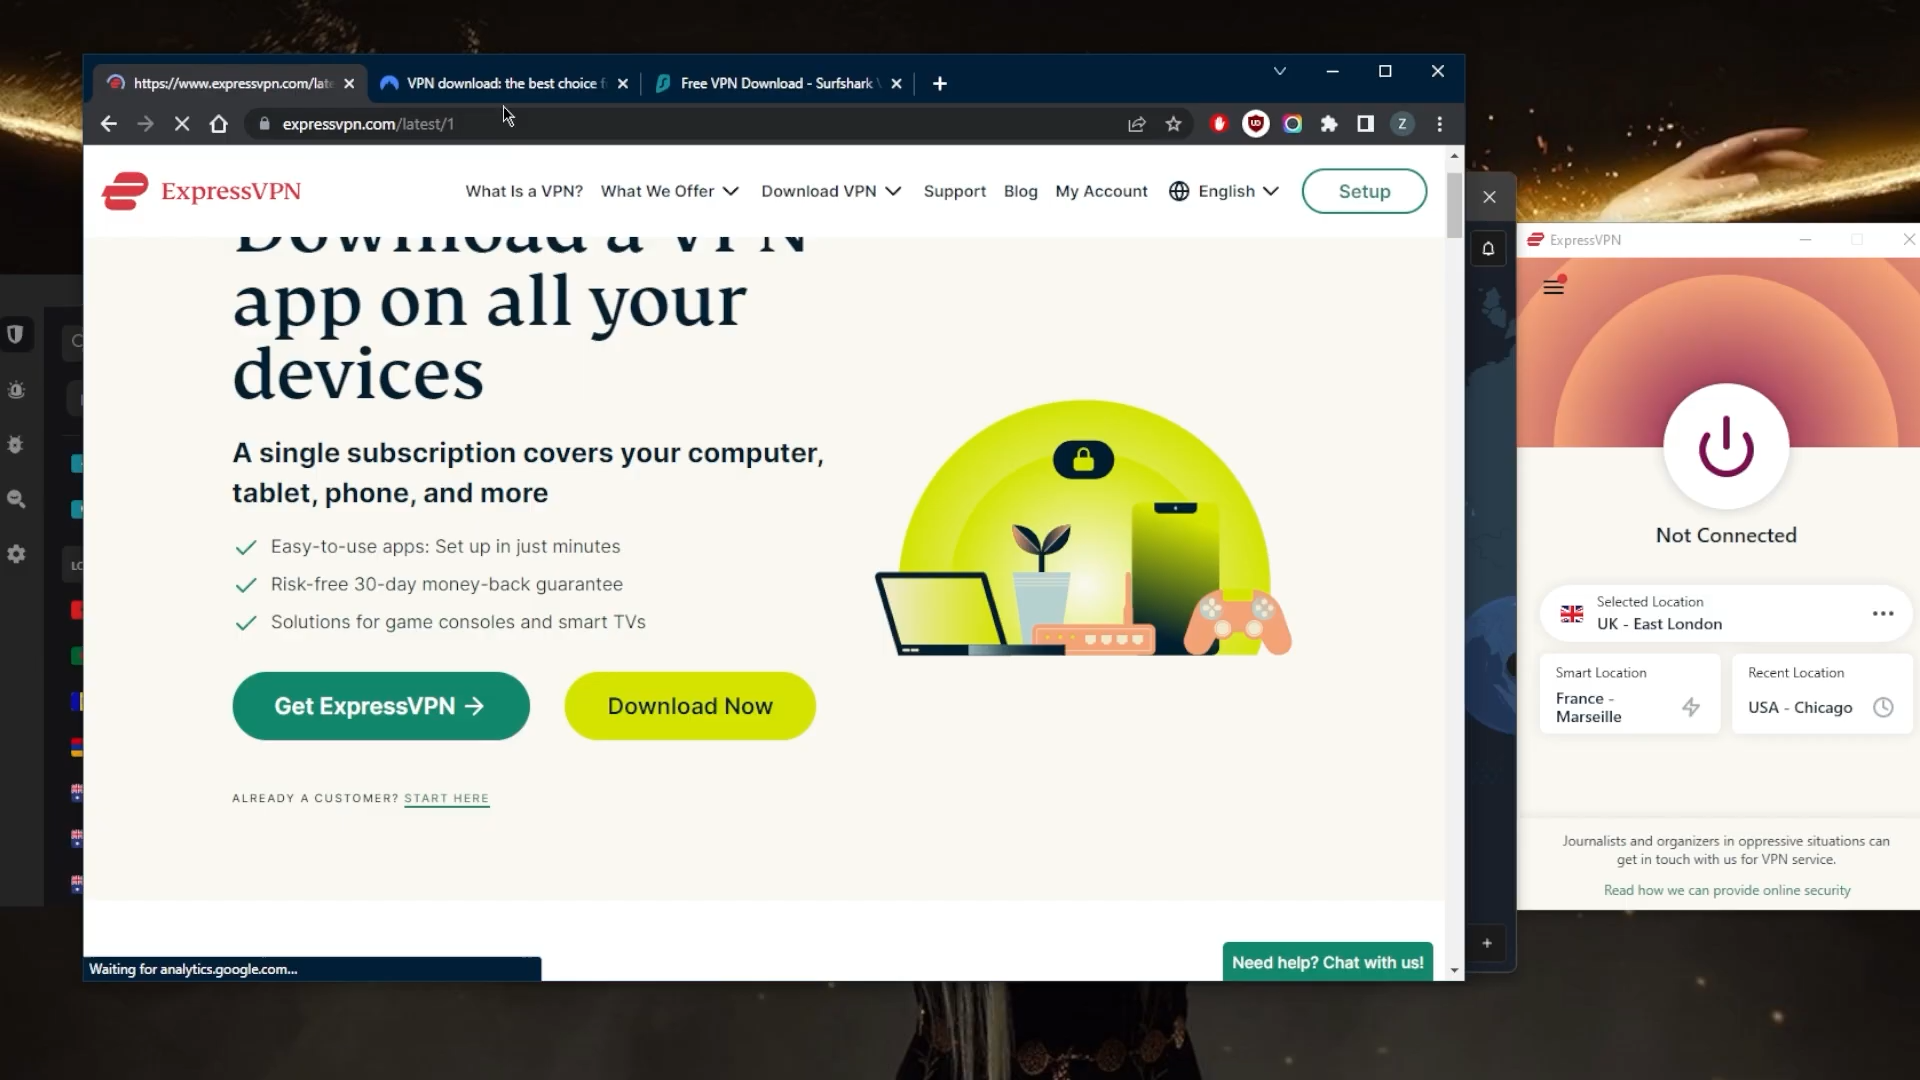 https://www.expressvpn.com/late
VPN download: the best choice f
Free VPN Download - Surfshark
expressvpn.com/latest/1
Z
ExpressVPN
What Is a VPN?
What We Offer
Download VPN
Support
Blog
My Account
English
Setup
Download a VPN
app on all your
devices
A single subscription covers your computer,
tablet, phone, and more
Easy-to-use apps: Set up in just minutes
Risk-free 30-day money-back guarantee
Solutions for game consoles and smart TVs
Get ExpressVPN →
Download Now
ALREADY A CUSTOMER? START HERE
Need help? Chat with us!
Waiting for analytics.google.com...
ExpressVPN
Not Connected
Selected Location
UK - East London
Smart Location
France -
Marseille
Recent Location
USA - Chicago
Journalists and organizers in oppressive situations can
get in touch with us for VPN service.
Read how we can provide online security